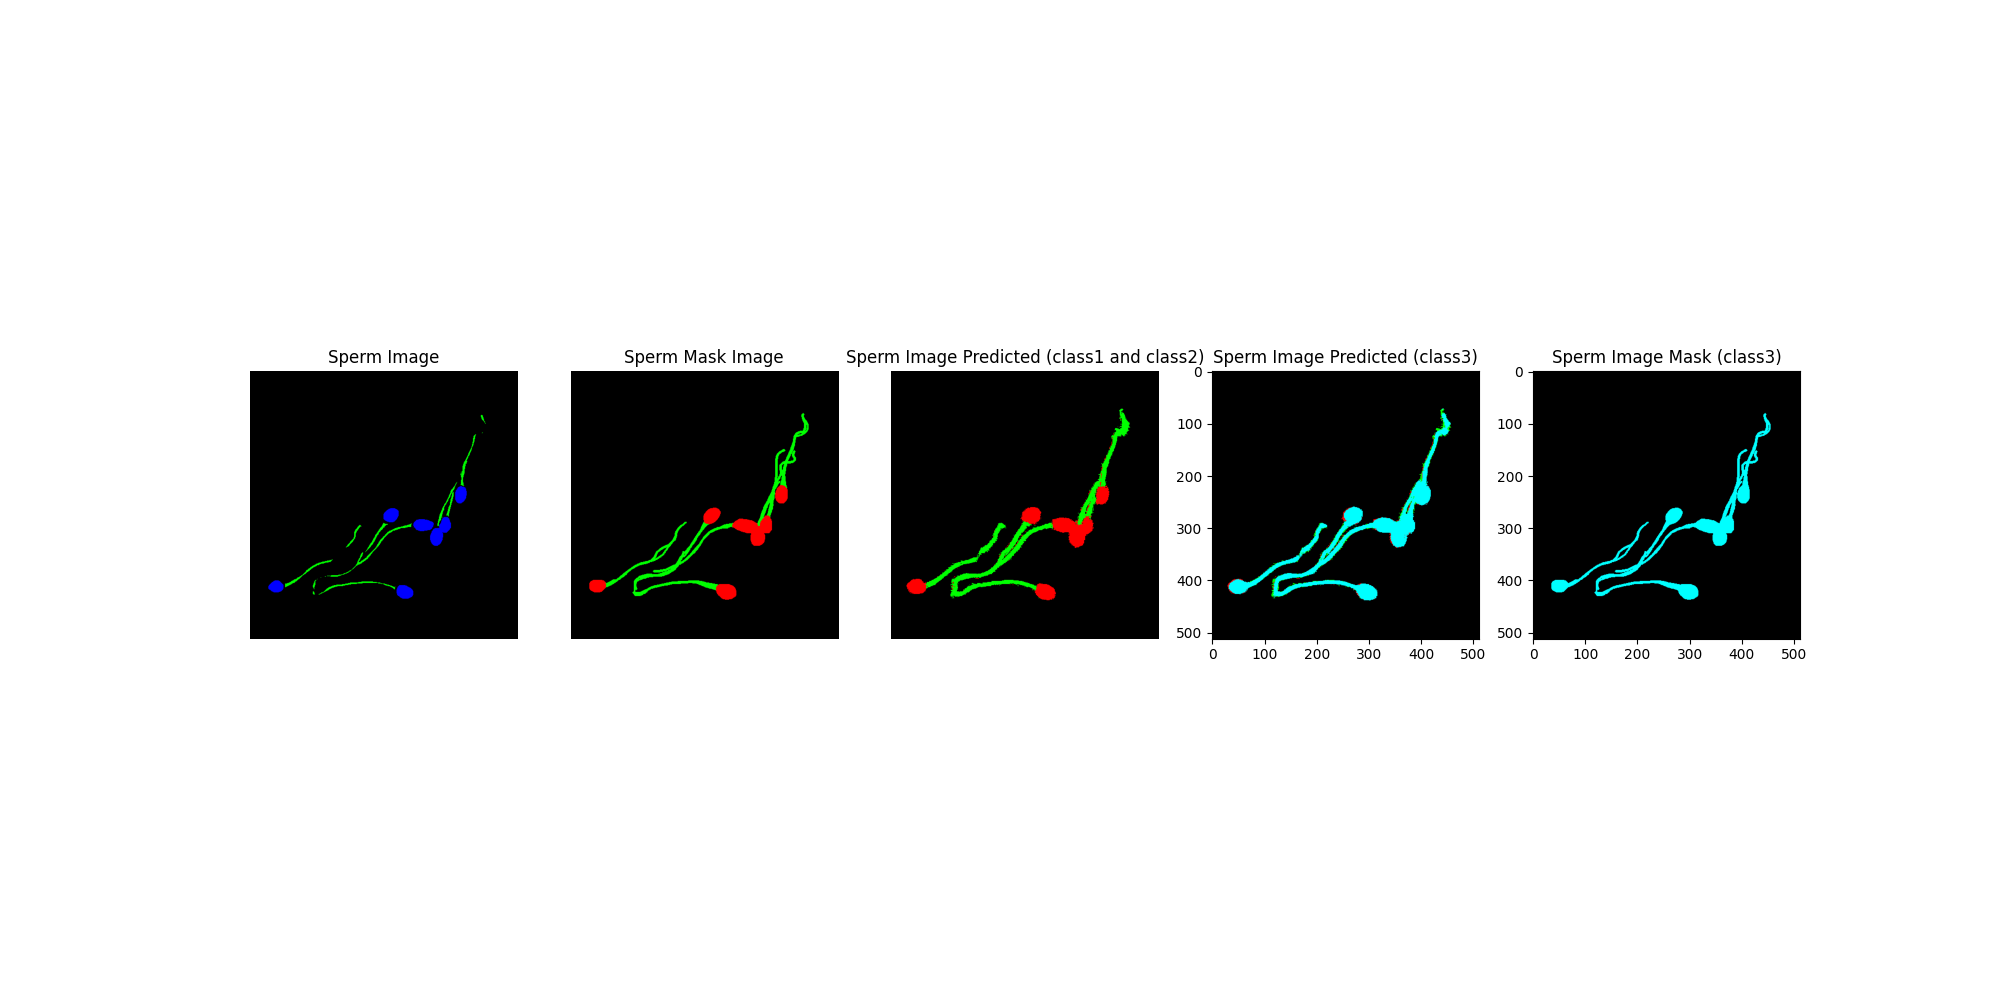 Sperm Image
Sperm Mask Image
Sperm Image Predicted (class1 and class2)
Sperm Image Predicted (class3)
Sperm Image Mask (class3)
0
100
200
300
400
500
0 100 200 300 400 500
0
100
200
300
400
500
0 100 200 300 400 500